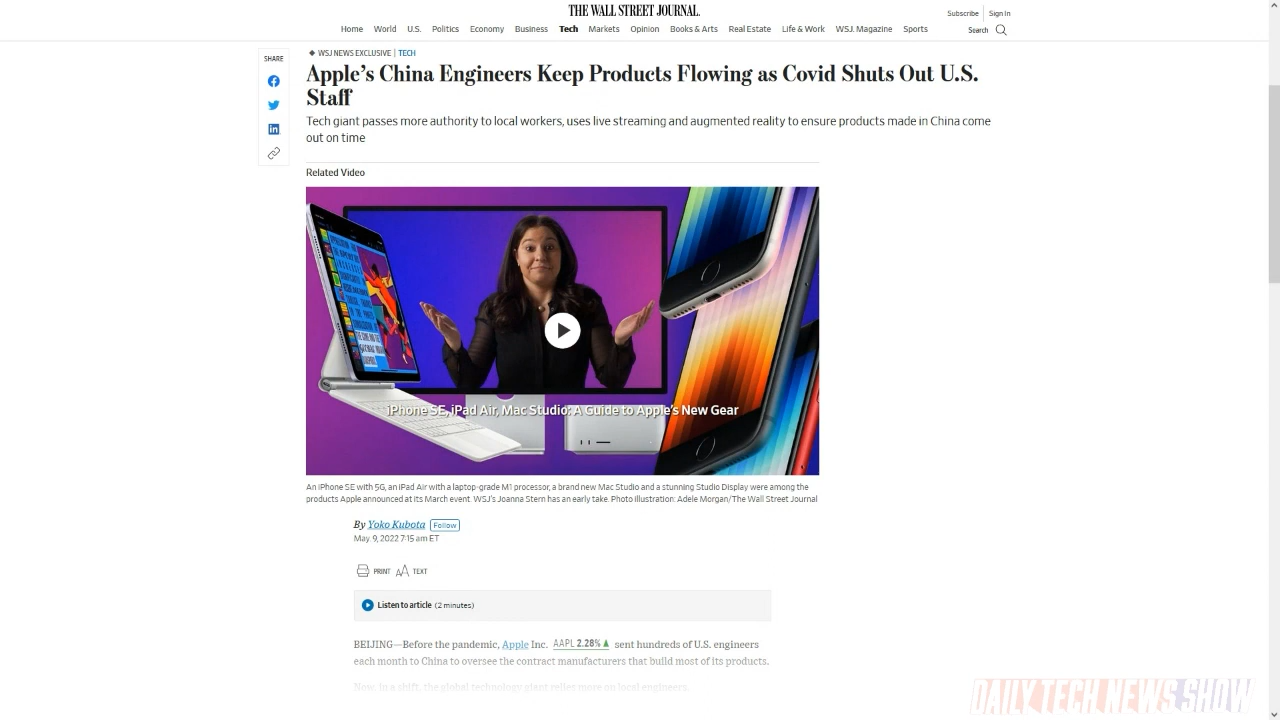 THE WALL STREET JOURNAL.
Subscribe
Sign In
Home World U.S. Politics Economy Business Tech Markets Opinion Books & Arts Real Estate Life & Work WSJ. Magazine Sports
Search
SHARE
WSJ NEWS EXCLUSIVE | TECH
Apple's China Engineers Keep Products Flowing as Covid Shuts Out U.S.
Staff
Tech giant passes more authority to local workers, uses live streaming and augmented reality to ensure products made in China come
out on time
Related Video
iPhone SE, iPad Air, Mac Studio: A Guide to Apple's New Gear
An iPhone SE with 5G, an iPad Air with a laptop-grade M1 processor, a brand new Mac Studio and a stunning Studio Display were among the
products Apple announced at its March event. WSJ's Joanna Stern has an early take. Photo illustration: Adele Morgan/The Wall Street Journal
By Yoko Kubota Follow
May. 9, 2022 7:15 am ET
PRINT AA TEXT
Listen to article (2 minutes)
BEIJING—Before the pandemic, Apple Inc. AAPL 2.28% ▲ sent hundreds of U.S. engineers
each month to China to oversee the contract manufacturers that build most of its products.
Now, in a shift, the global technology giant relies more on local engineers.
DAILY TECH NEWS SHOW